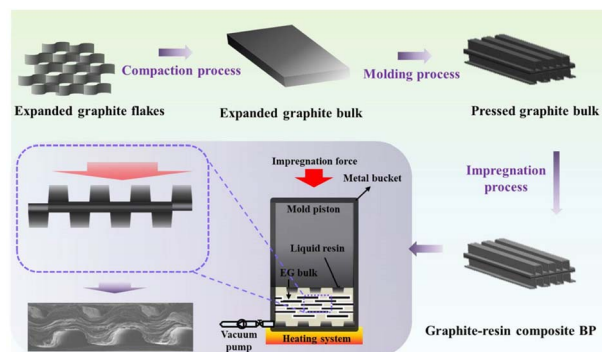 Compaction process
Molding process
Expanded graphite flakes
Expanded graphite bulk
Pressed graphite bulk
Impregnation
process
Impregnation force
Metal bucket
Mold piston
Liquid resin
EG bulk
Vacuum
pump
Heating system
Graphite-resin composite BP